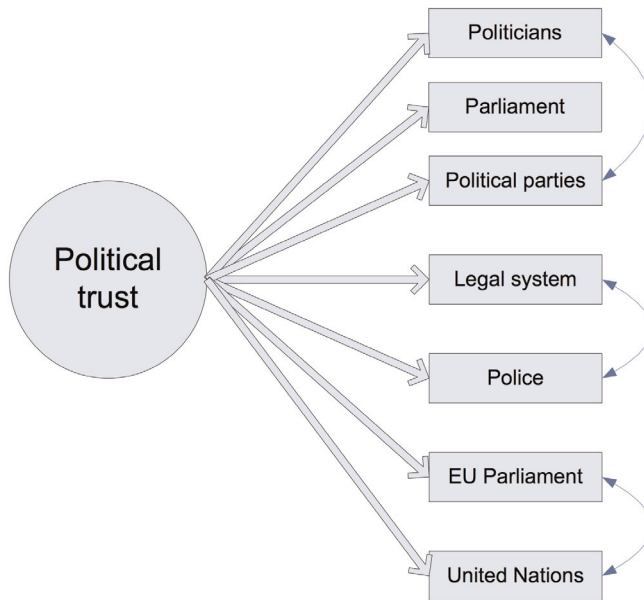 Politicians
Parliament
Political parties
Political
trust
Legal system
Police
EU Parliament
United Nations